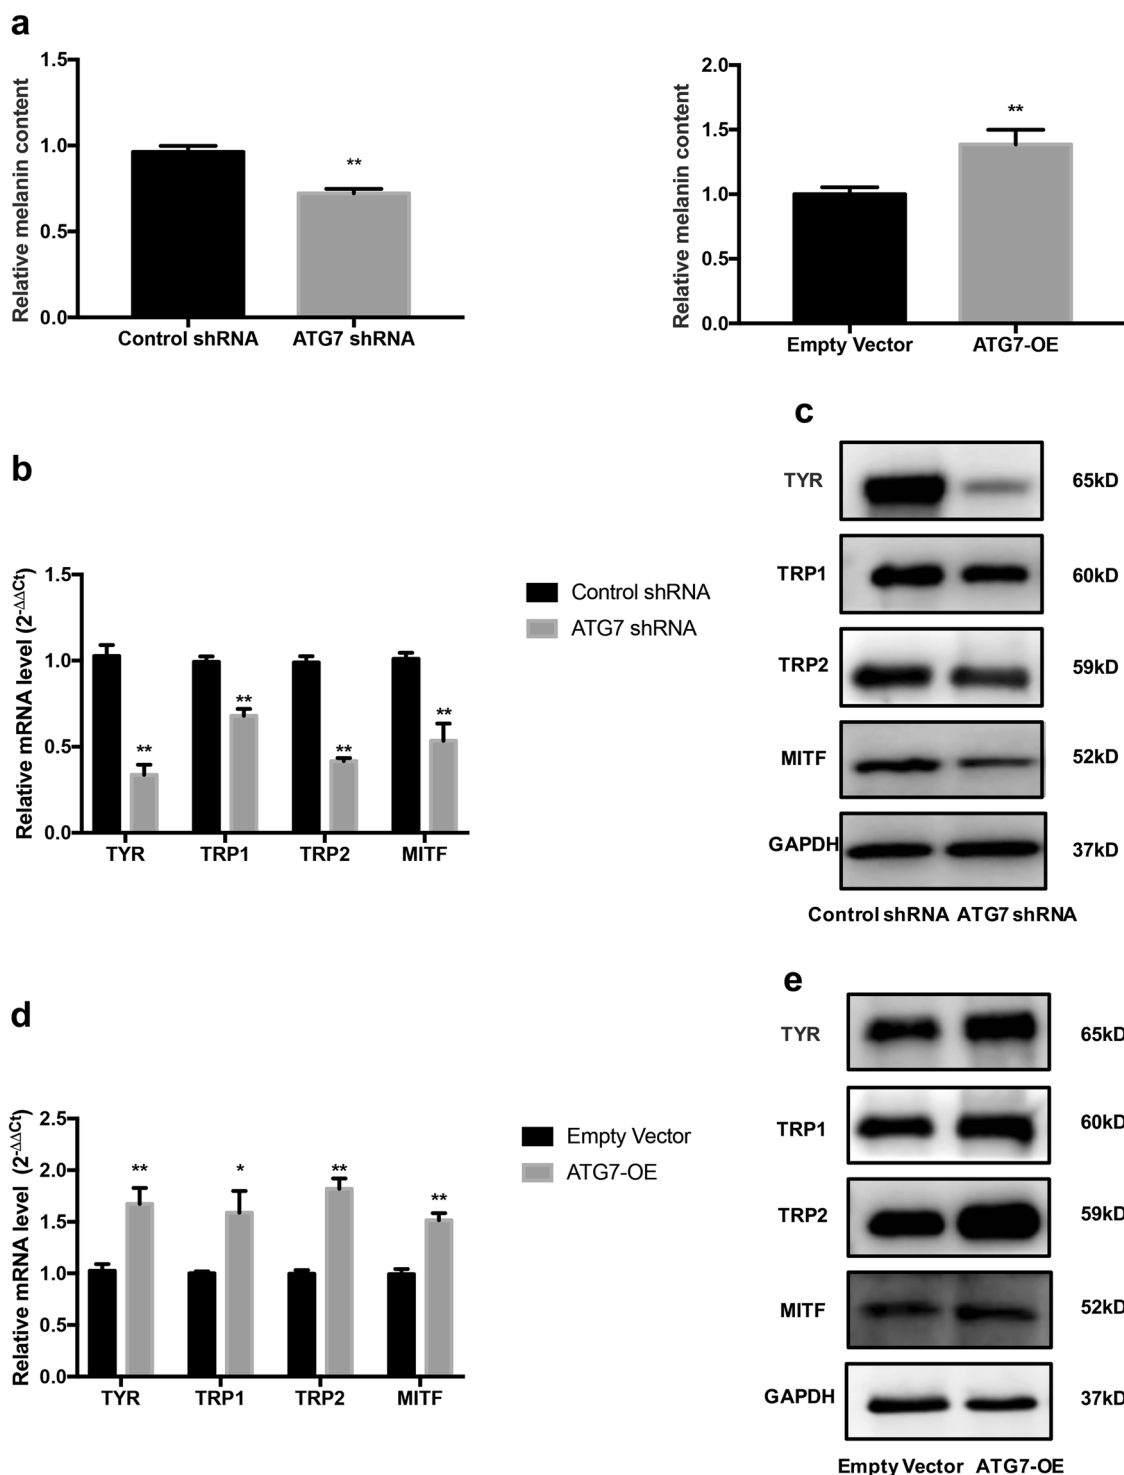 a
Relative melanin content
1.5
1.0
0.5
0.0
**
Control shRNA ATG7 shRNA
Relative melanin content
2.0
1.5
1.0
0.5
0.0
**
Empty Vector ATG7-OE
b
Relative mRNA level (2-ΔΔCt)
1.5
1.0
0.5
0.0
** ** ** **
TYR TRP1 TRP2 MITF
Control shRNA
ATG7 shRNA
c
TYR 65kD
TRP1 60kD
TRP2 59kD
MITF 52kD
GAPDH 37kD
Control shRNA ATG7 shRNA
d
Relative mRNA level (2-ΔΔCt)
2.5
2.0
1.5
1.0
0.5
0.0
** * ** **
TYR TRP1 TRP2 MITF
Empty Vector
ATG7-OE
e
TYR 65kD
TRP1 60kD
TRP2 59kD
MITF 52kD
GAPDH 37kD
Empty Vector ATG7-OE